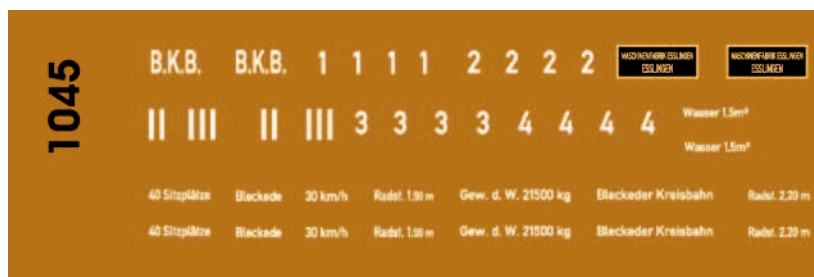 1045
B.K.B. B.K.B. 1 1 1 1 2 2 2 2 MASCHINENFABRIK ESSLINGEN MASCHINENFABRIK ESSLINGEN
ESSLINGEN ESSLINGEN
II III II III 3 3 3 3 4 4 4 4 Wasser 1.5m³
Wasser 1,5m³
40 Sitzplätze Bleckede 30 km/h Radst. 1,90 m Gew. d. W. 21500 kg Bleckeder Kreisbahn Radst. 2,20 m
40 Sitzplätze Bleckede 30 km/h Radst. 1,90 m Gew. d. W. 21500 kg Bleckeder Kreisbahn Radst. 2,20 m